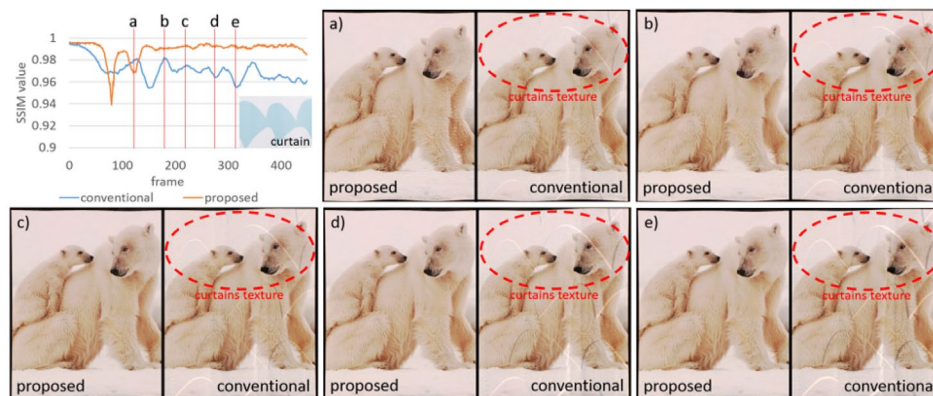 a b c d e
1
0.98
0.96
0.94
0.92
0.9
SSIM value
0 100 200 300 400
frame
curtain
conventional proposed
a)
curtains texture
proposed conventional
b)
curtains texture
proposed conventional
c)
curtains texture
proposed conventional
d)
curtains texture
proposed conventional
e)
curtains texture
proposed conventional